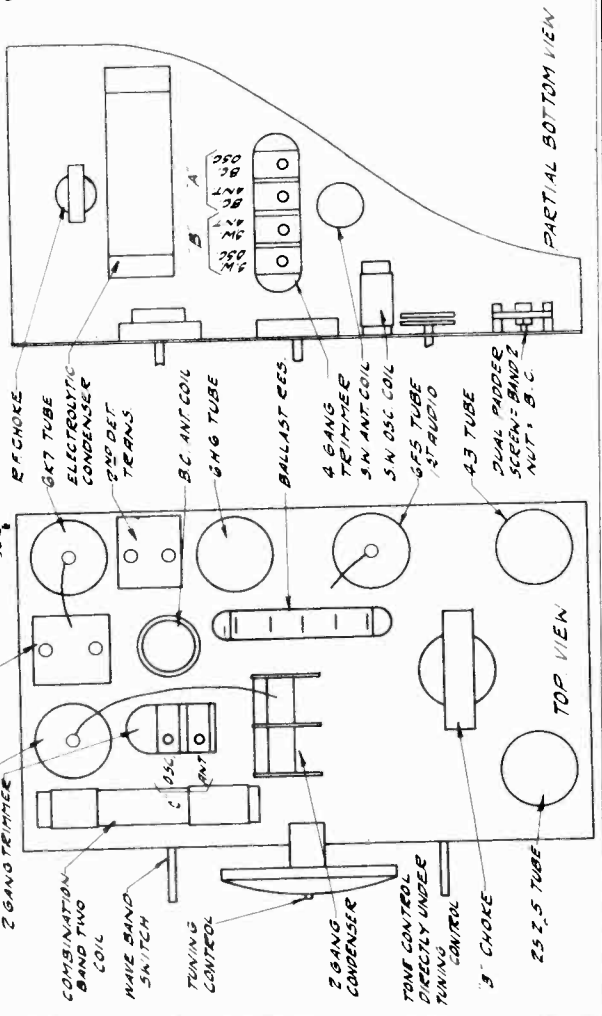 "B" CHOKE
25Z5 TUBE
TONE CONTROL
DIRECTLY UNDER
TUNING
CONTROL
2 GANG
CONDENSER
TUNING
CONTROL
WAVE BAND
SWITCH
COMBINATION
BAND TWO
COIL
2 GANG TRIMMER
"C"
OSC.
ANT
TOP VIEW
R F CHOKE
6K7 TUBE
ELECTROLYTIC
CONDENSER
2ND DET.
TRANS.
B.C. ANT. COIL
6H6 TUBE
BALLAST RES.
4 GANG
TRIMMER
S.W ANT. COIL
S.W OSC COIL
6F5 TUBE
1ST AUDIO
43 TUBE
DUAL PADDER
SCREW = BAND 2
NUT = B.C.
"B"
"A"
S.W.
OSC
S.W.
ANT
BC
ANT
BC.
OSC
PARTIAL BOTTOM VIEW